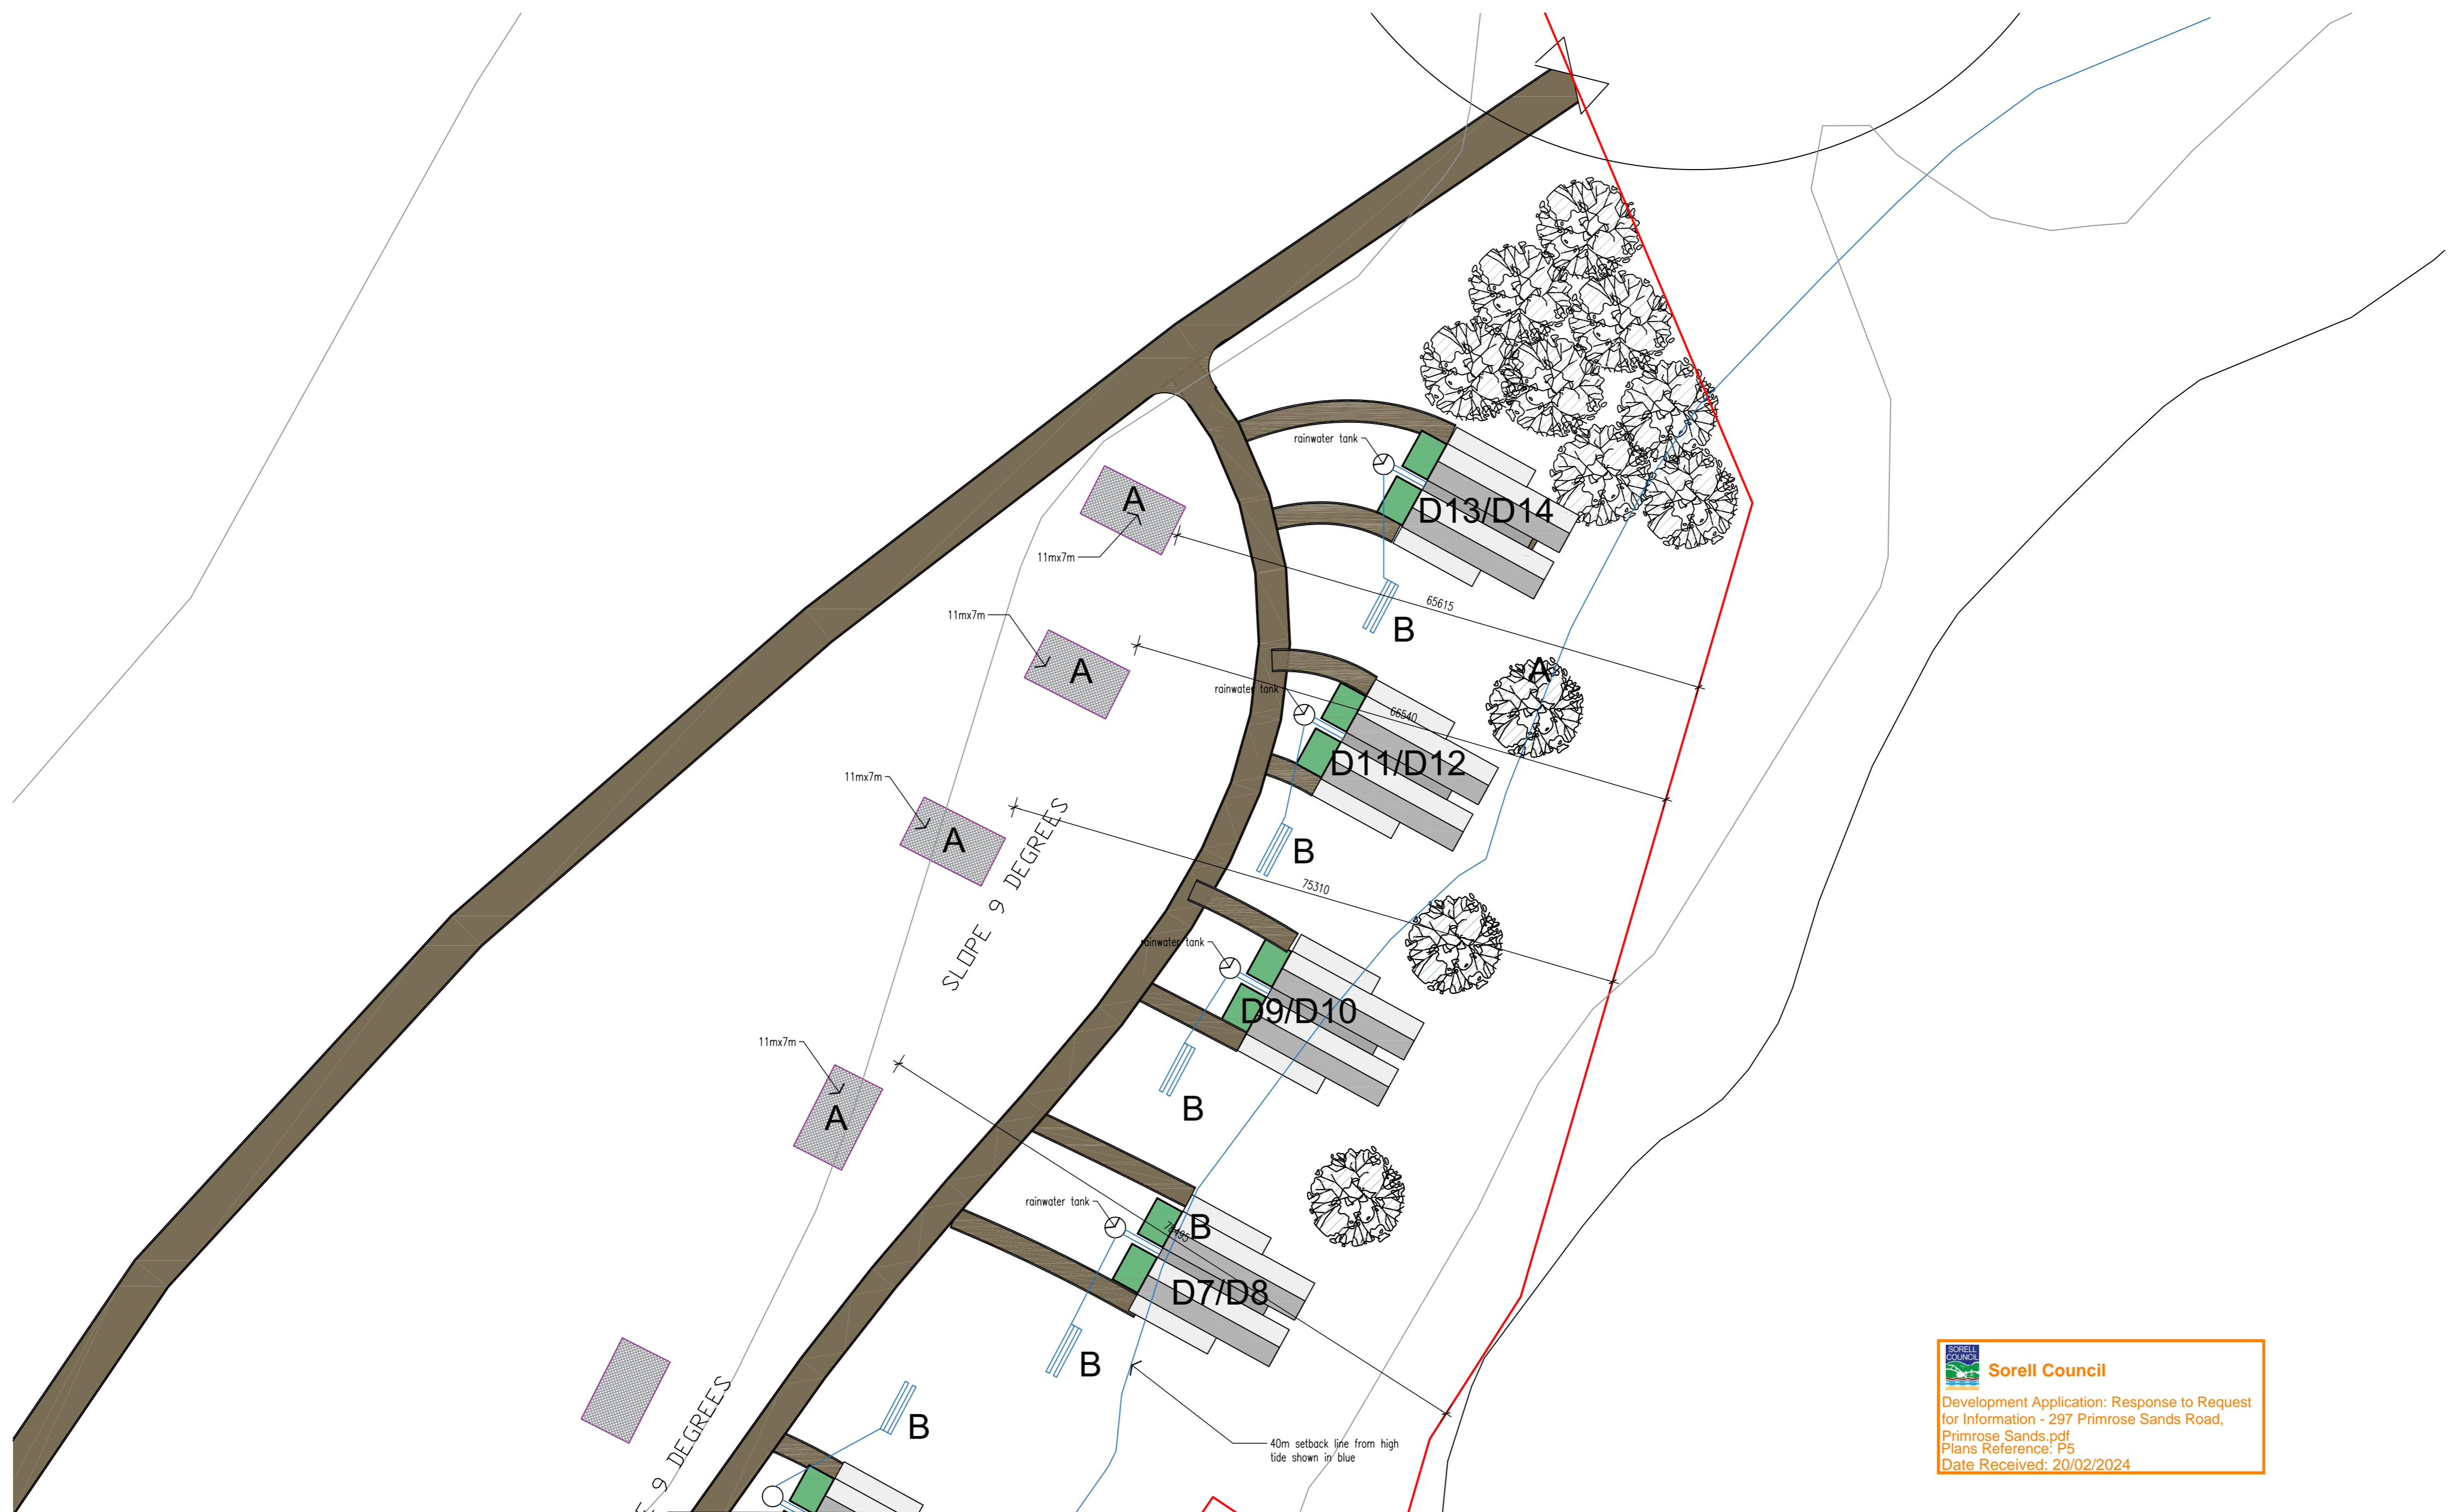 rainwater tank
A
D13/D14
11mx7m
65615
11mx7m
B
A
A
rainwater tank
66540
D11/D12
11mx7m
A
B
SLOPE 9 DEGREES
75310
rainwater tank
D9/D10
11mx7m
A
B
rainwater tank
B
D7/D8
B
SLOPE 9 DEGREES
B
40m setback line from high
tide shown in blue
SORELL
COUNCIL
Sorell Council
Development Application: Response to Request
for Information - 297 Primrose Sands Road,
Primrose Sands.pdf
Plans Reference: P5
Date Received: 20/02/2024